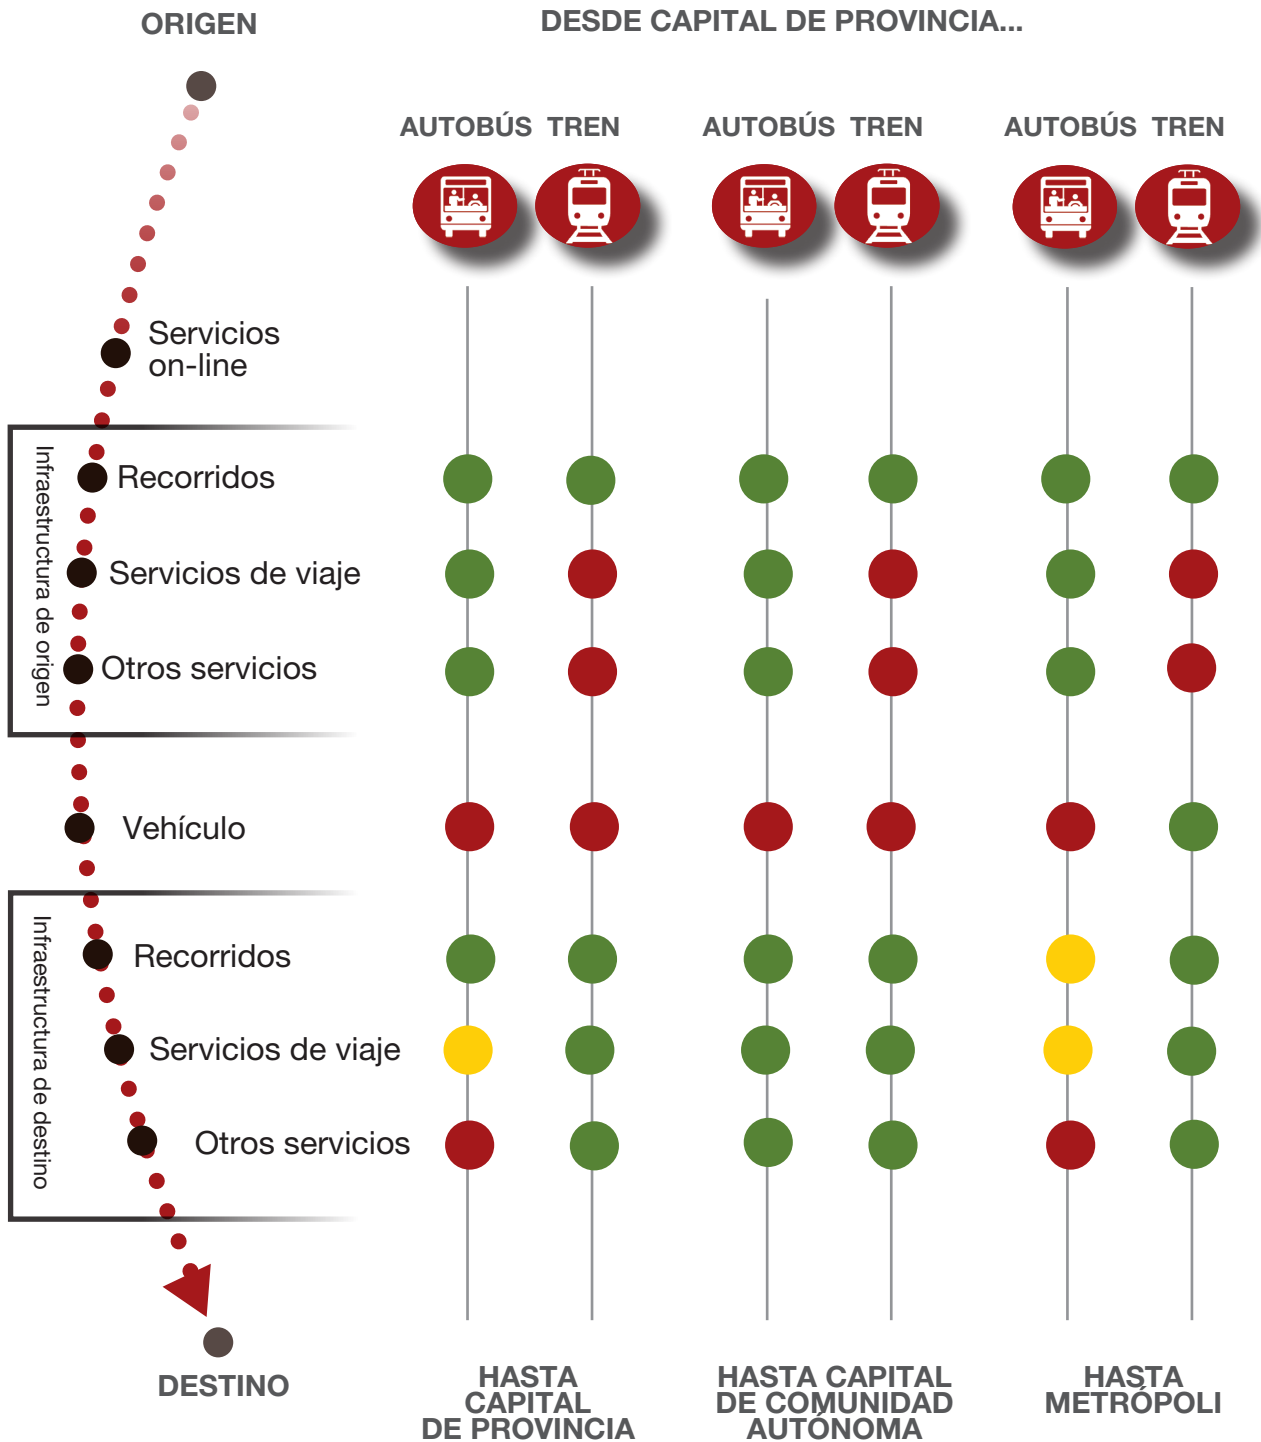 ORIGEN
DESDE CAPITAL DE PROVINCIA...
AUTOBÚS TREN
AUTOBÚS TREN
AUTOBÚS TREN
Servicios
on-line
Infraestructura de origen
Recorridos
Servicios de viaje
Otros servicios
Vehículo
Infraestructura de destino
Recorridos
Servicios de viaje
Otros servicios
DESTINO
HASTA
CAPITAL
DE PROVINCIA
HASTA CAPITAL
DE COMUNIDAD
AUTÓNOMA
HASTA
METRÓPOLI